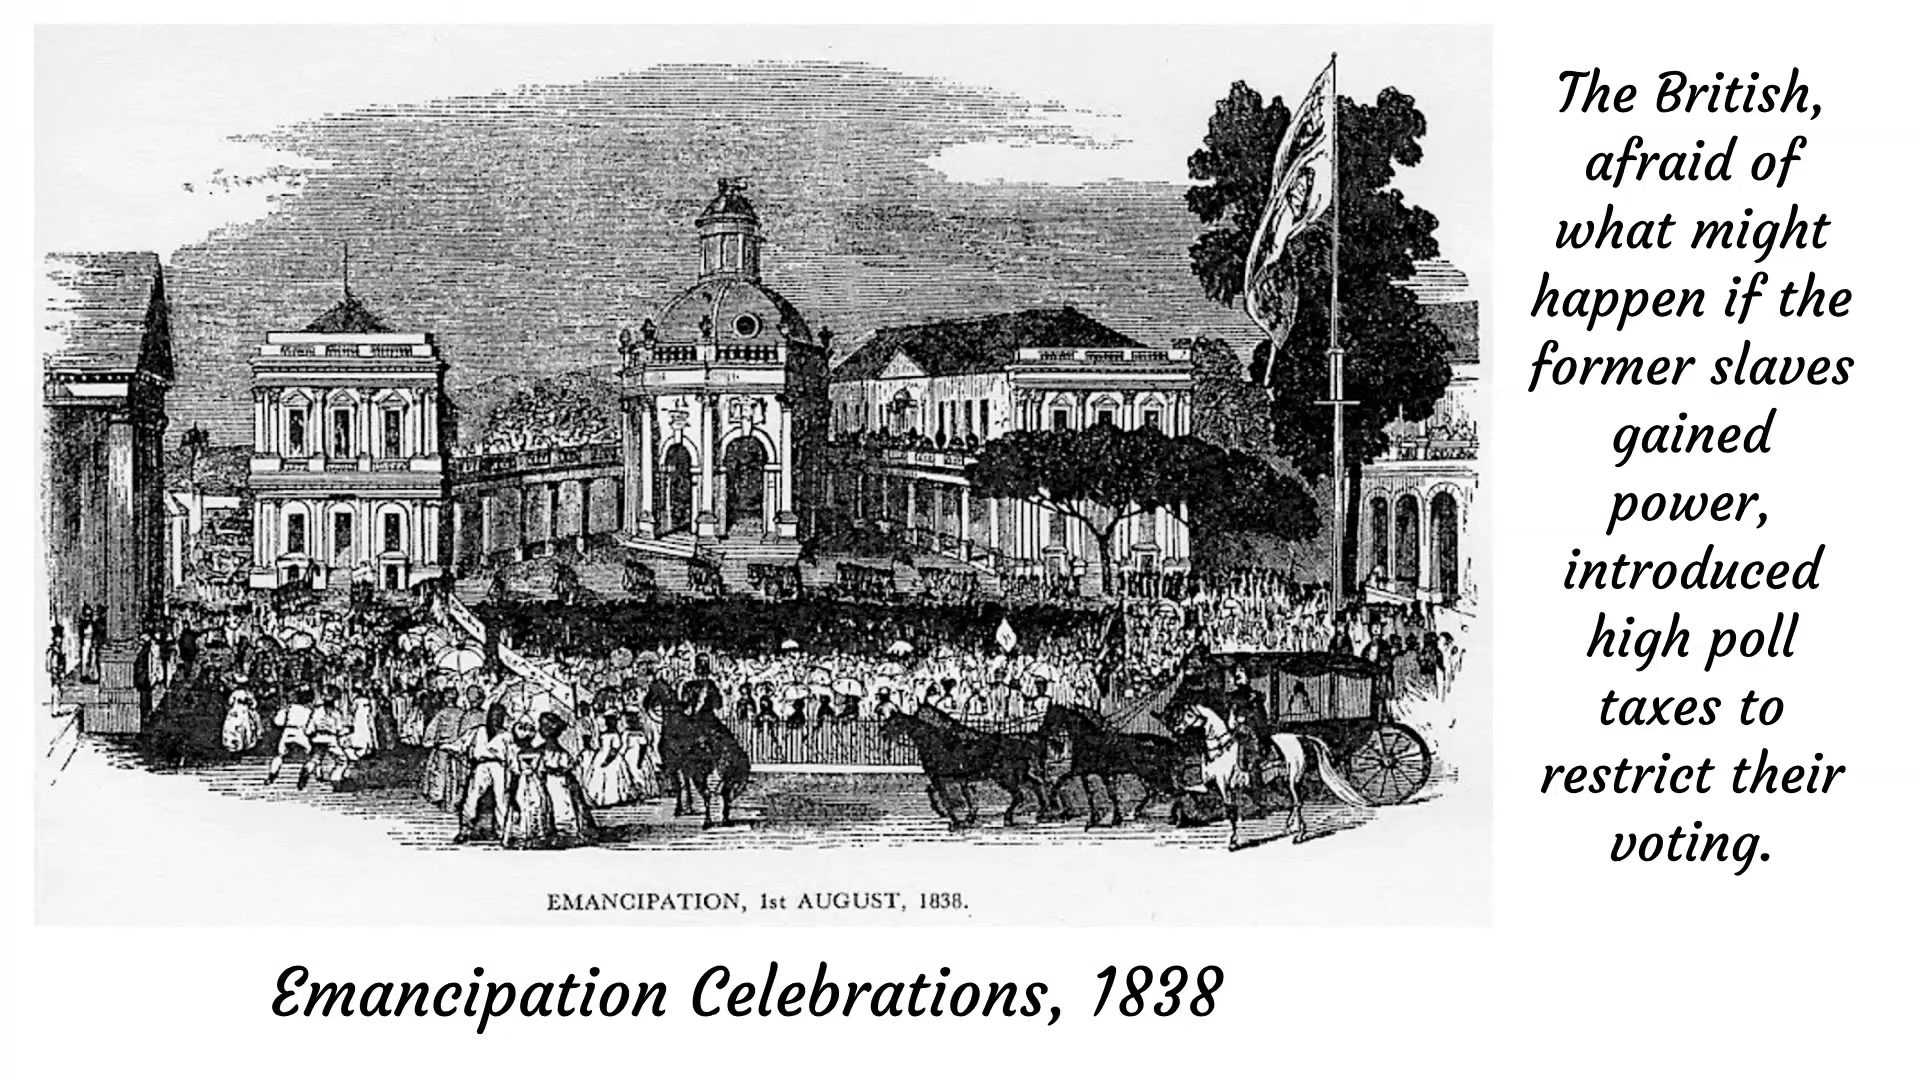 The British,
afraid of
what might
happen if the
former slaves
gained
power,
introduced
high poll
taxes to
restrict their
voting.
EMANCIPATION, 1st AUGUST, 1838.
Emancipation Celebrations, 1838